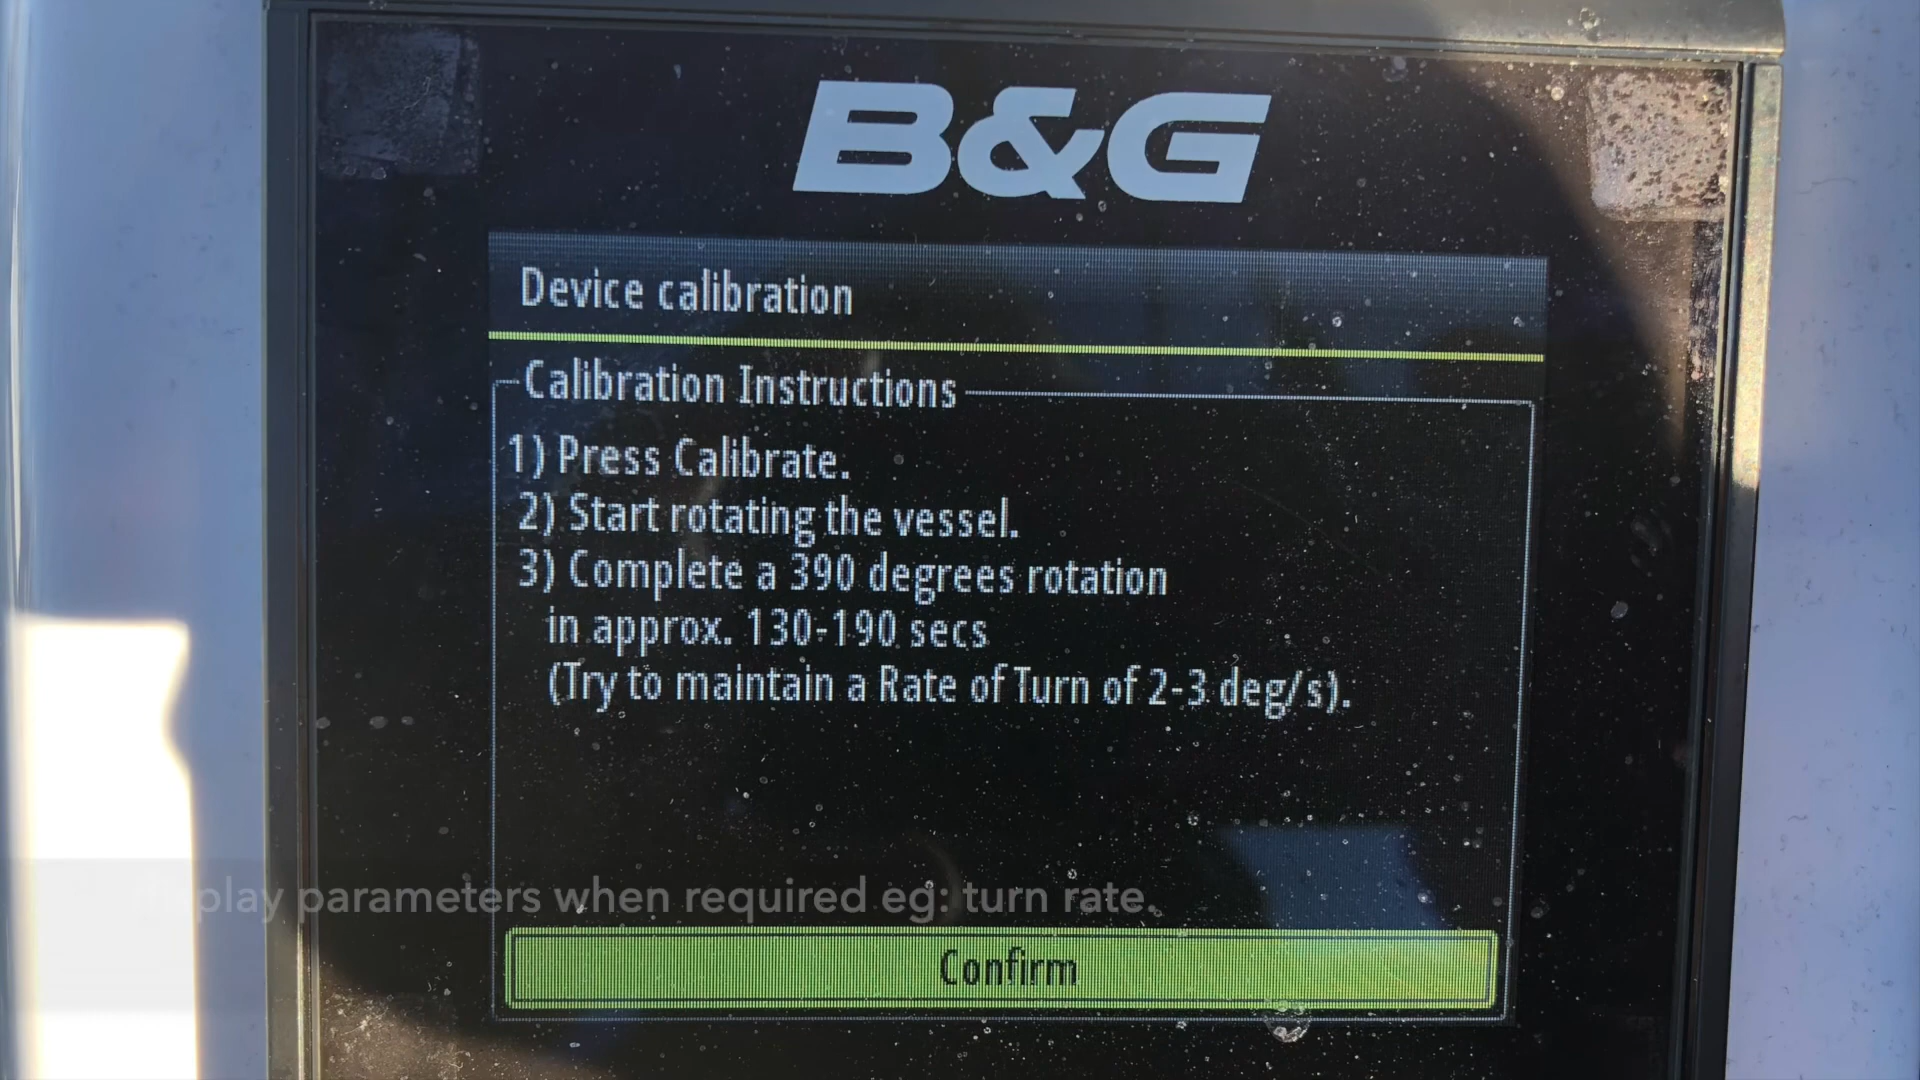 B&G
Device calibration
Calibration Instructions
1) Press Calibrate.
2) Start rotating the vessel.
3) Complete a 390 degrees rotation
in approx. 130-190 secs
(Try to maintain a Rate of Turn of 2-3 deg/s).
display parameters when required eg: turn rate.
Confirm